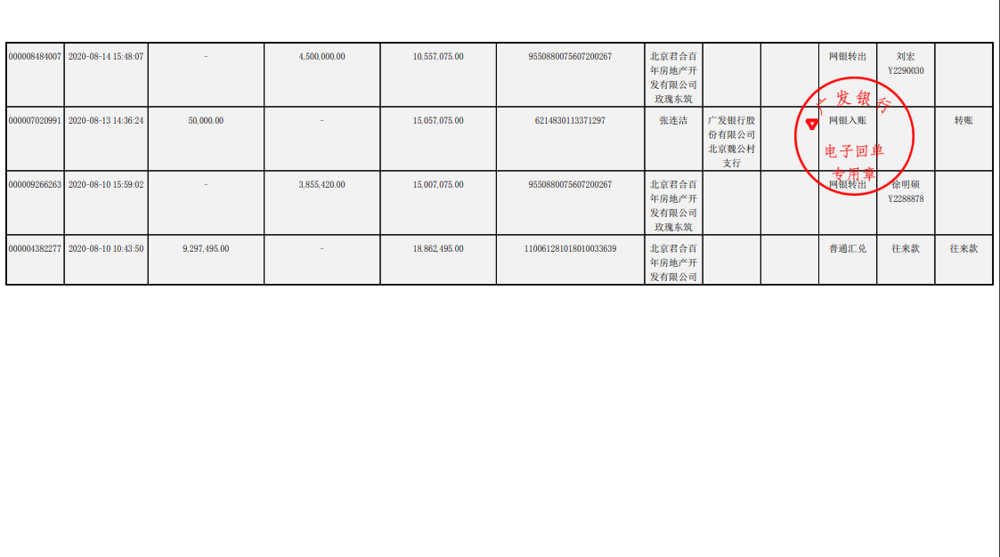 000008484007 2020-08-14 15:48:07 - 4,500,000.00 10,557,075.00 9550880075607200267 北京君合百 网银转出 刘宏
年房地产开 Y2290030
发有限公司
玫瑰东筑
000007020991 2020-08-13 14:36:24 50,000.00 - 15,057,075.00 6214830113371297 张连洁 广发银行股 网银入账 转账
份有限公司
北京魏公村
支行
000009266263 2020-08-10 15:59:02 - 3,855,420.00 15,007,075.00 9550880075607200267 北京君合百 网银转出 徐明硕
年房地产开 Y2288878
发有限公司
玫瑰东筑
000004382277 2020-08-10 10:43:50 9,297,495.00 - 18,862,495.00 110061281018010033639 北京君合百 普通汇兑 往来款 往来款
年房地产开
发有限公司
广发银行
电子回单
专用章